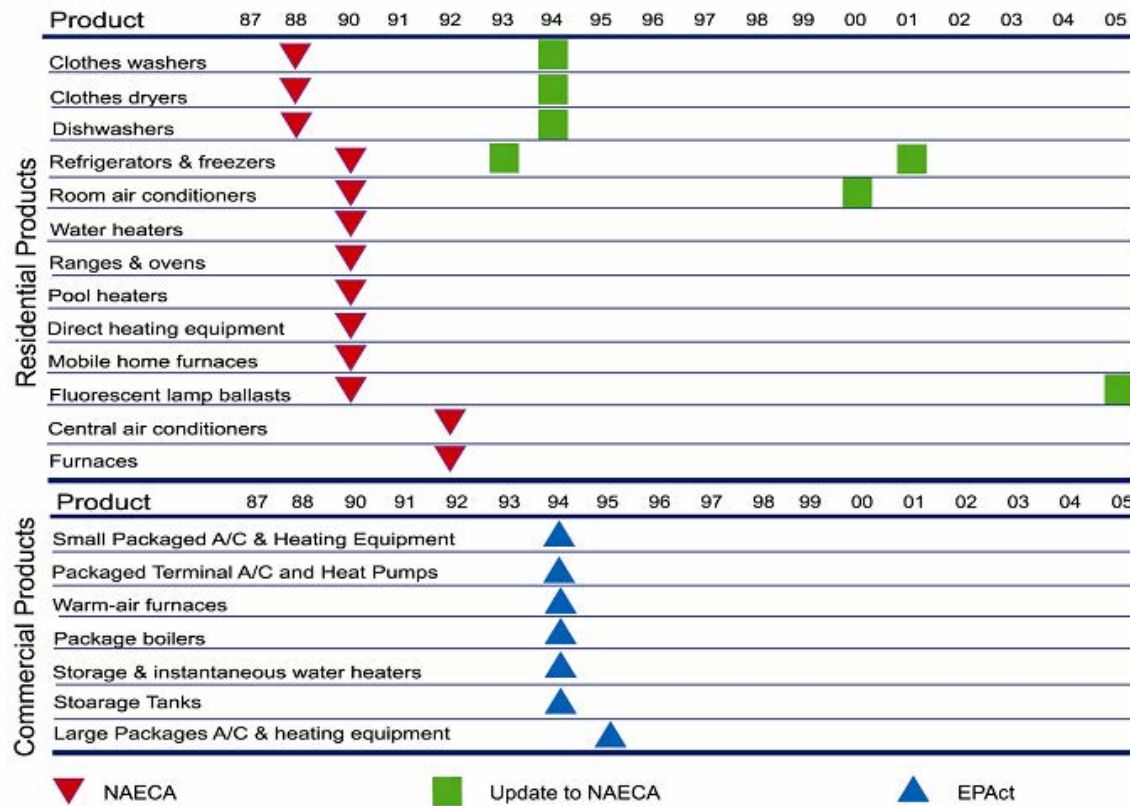 Product 87 88 90 91 92 93 94 95 96 97 98 99 00 01 02 03 04 05
Residential Products
Clothes washers
Clothes dryers
Dishwashers
Refrigerators & freezers
Room air conditioners
Water heaters
Ranges & ovens
Pool heaters
Direct heating equipment
Mobile home furnaces
Fluorescent lamp ballasts
Central air conditioners
Furnaces
Product 87 88 90 91 92 93 94 95 96 97 98 99 00 01 02 03 04 05
Commercial Products
Small Packaged A/C & Heating Equipment
Packaged Terminal A/C and Heat Pumps
Warm-air furnaces
Package boilers
Storage & instantaneous water heaters
Stoarage Tanks
Large Packages A/C & heating equipment
NAECA Update to NAECA EPAct